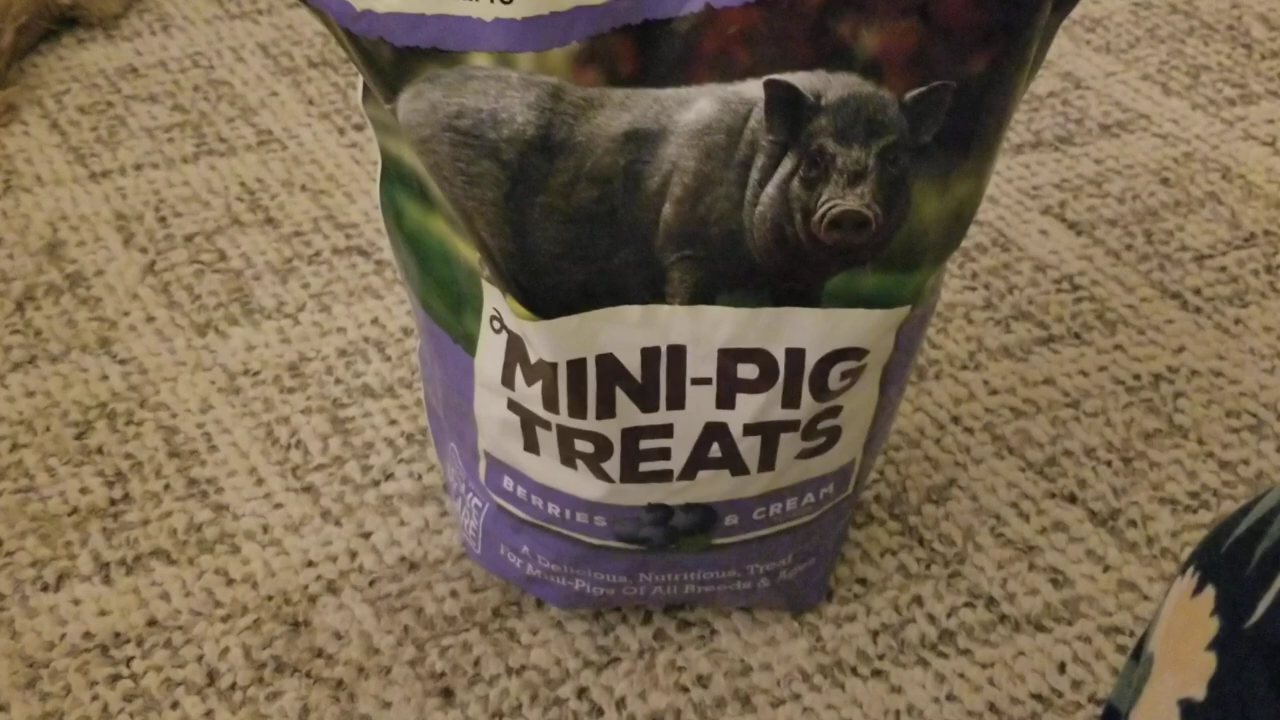 MINI-PIG
TREATS
BERRIES & CREAM
A Delicious, Nutritious, Treat
For Mini-Pigs Of All Breeds & Ages